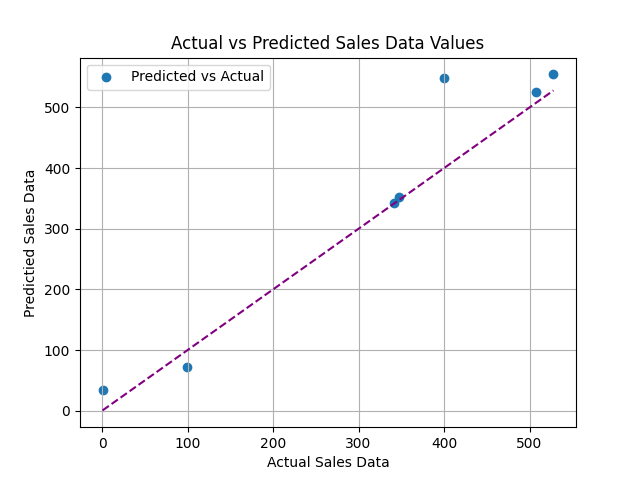 Actual vs Predicted Sales Data Values
Predicted vs Actual
Predictied Sales Data
500
400
300
200
100
0
0 100 200 300 400 500
Actual Sales Data